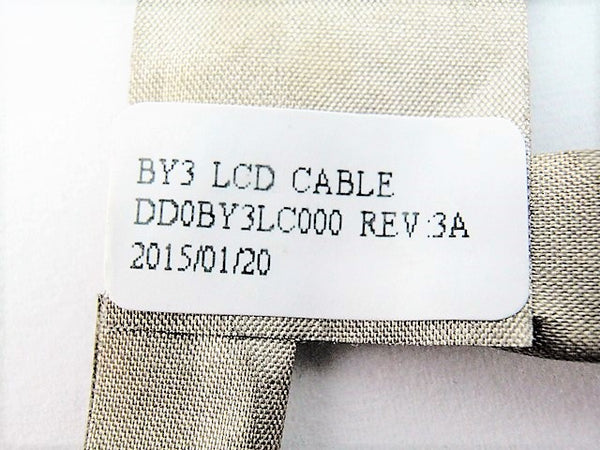 BY3 LCD CABLE
DD0BY3LC000 REV:3A
2015/01/20